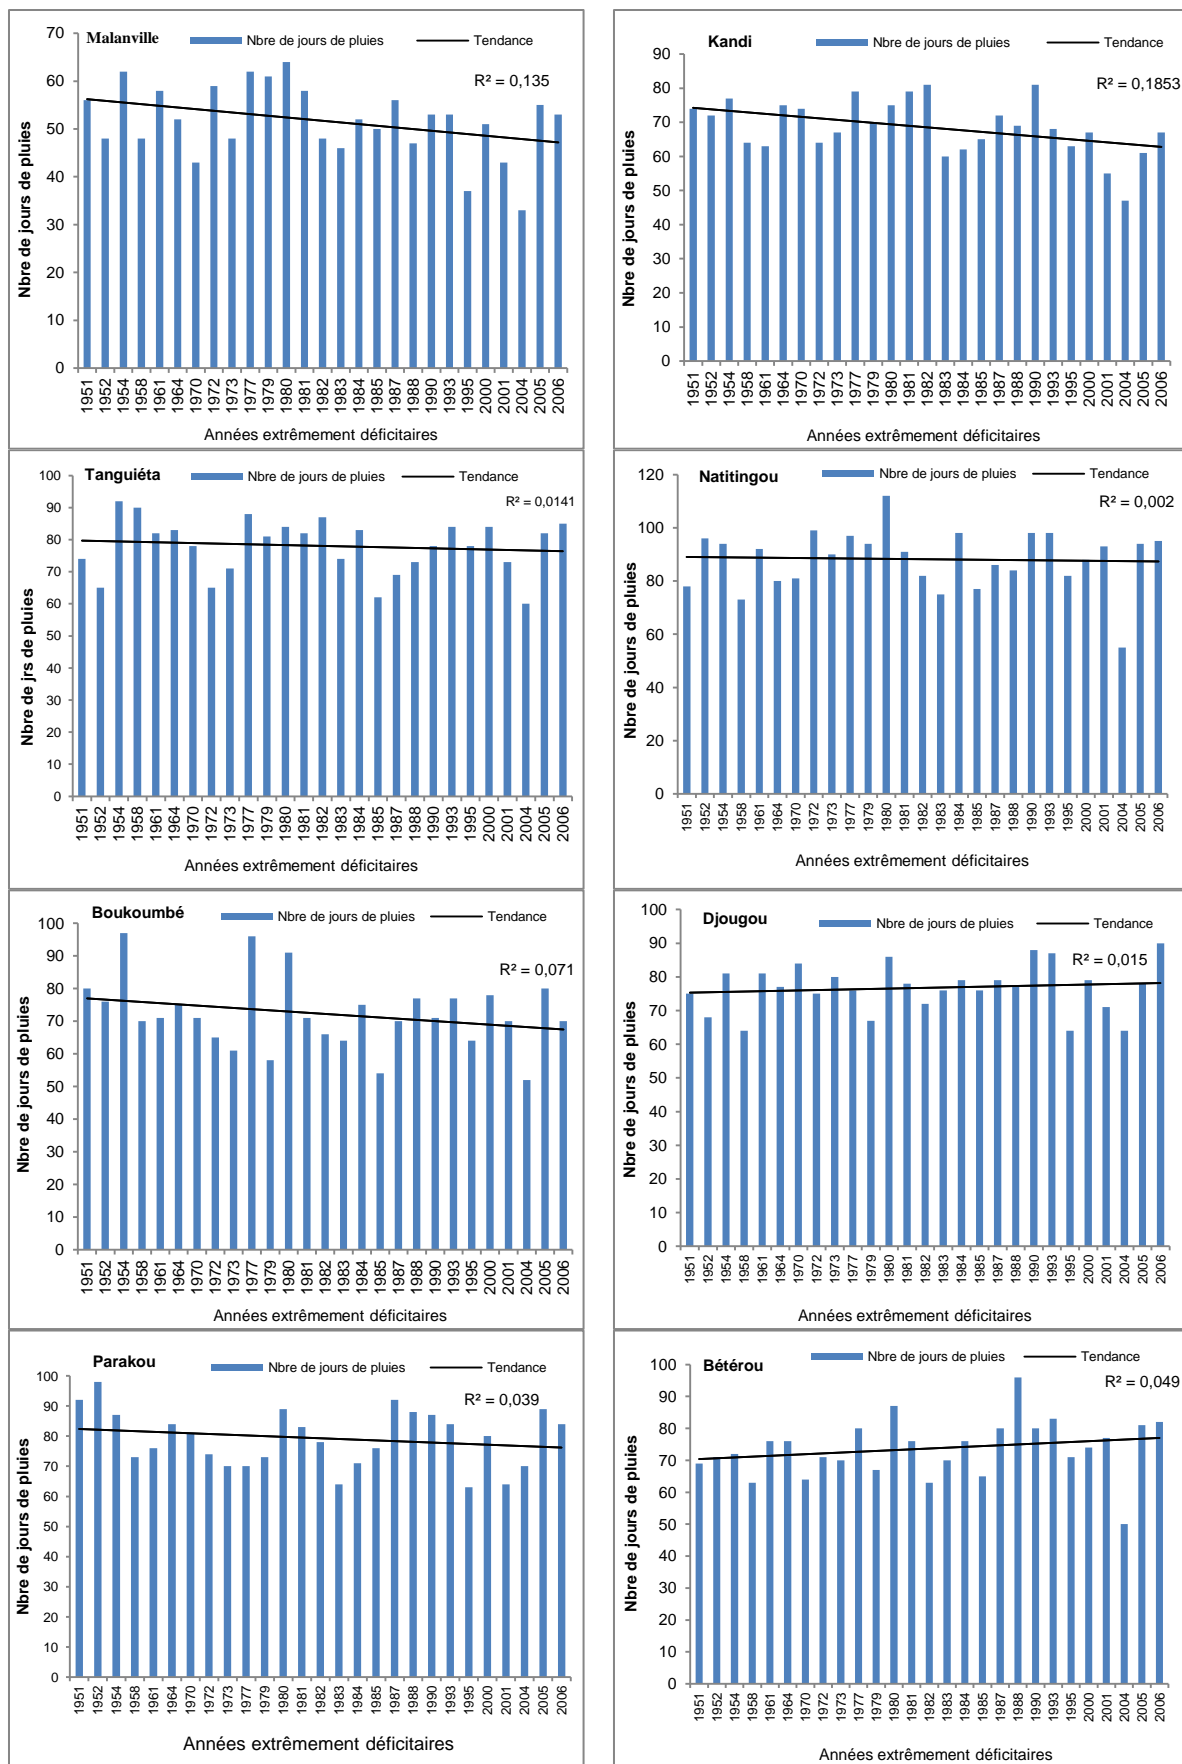 Malanville
Nbre de jours de pluies
Tendance
R² = 0,135
Nbre de jours de pluies
70
60
50
40
30
20
10
0
1951 1952 1954 1958 1961 1964 1970 1972 1973 1977 1979 1980 1981 1982 1983 1984 1985 1987 1988 1990 1993 1995 2000 2001 2004 2005 2006
Années extrêmement déficitaires
Kandi
Nbre de jours de pluies
Tendance
R² = 0,1853
Nbre de jours de pluies
90
80
70
60
50
40
30
20
10
0
1951 1952 1954 1958 1961 1964 1970 1972 1973 1977 1979 1980 1981 1982 1983 1984 1985 1987 1988 1990 1993 1995 2000 2001 2004 2005 2006
Années extrêmement déficitaires
Tanguiéta
Nbre de jours de pluies
Tendance
R² = 0,0141
Nbre de jrs de pluies
100
90
80
70
60
50
40
30
20
10
0
1951 1952 1954 1958 1961 1964 1970 1972 1973 1977 1979 1980 1981 1982 1983 1984 1985 1987 1988 1990 1993 1995 2000 2001 2004 2005 2006
Années extrêmement déficitaires
Natitingou
Nbre de jours de pluies
Tendance
R² = 0,002
Nbre de jours de pluies
120
100
80
60
40
20
0
1951 1952 1954 1958 1961 1964 1970 1972 1973 1977 1979 1980 1981 1982 1983 1984 1985 1987 1988 1990 1993 1995 2000 2001 2004 2005 2006
Années extrêmement déficitaires
Boukoumbé
Nbre de jours de pluies
Tendance
R² = 0,071
Nbre de jours de pluies
100
90
80
70
60
50
40
30
20
10
0
1951 1952 1954 1958 1961 1964 1970 1972 1973 1977 1979 1980 1981 1982 1983 1984 1985 1987 1988 1990 1993 1995 2000 2001 2004 2005 2006
Années extrêmement déficitaires
Djougou
Nbre de jours de pluies
Tendance
R² = 0,015
Nbre de jours de pluies
100
90
80
70
60
50
40
30
20
10
0
1951 1952 1954 1958 1961 1964 1970 1972 1973 1977 1979 1980 1981 1982 1983 1984 1985 1987 1988 1990 1993 1995 2000 2001 2004 2005 2006
Années extrêmement déficitaires
Parakou
Nbre de jours de pluies
Tendance
R² = 0,039
Nbre de jours de pluies
100
90
80
70
60
50
40
30
20
10
0
1951 1952 1954 1958 1961 1964 1970 1972 1973 1977 1979 1980 1981 1982 1983 1984 1985 1987 1988 1990 1993 1995 2000 2001 2004 2005 2006
Années extrêmement déficitaires
Bétérou
Nbre de jours de pluies
Tendance
R² = 0,049
Nbre de jours de pluies
100
90
80
70
60
50
40
30
20
10
0
1951 1952 1954 1958 1961 1964 1970 1972 1973 1977 1979 1980 1981 1982 1983 1984 1985 1987 1988 1990 1993 1995 2000 2001 2004 2005 2006
Années extrêmement déficitaires